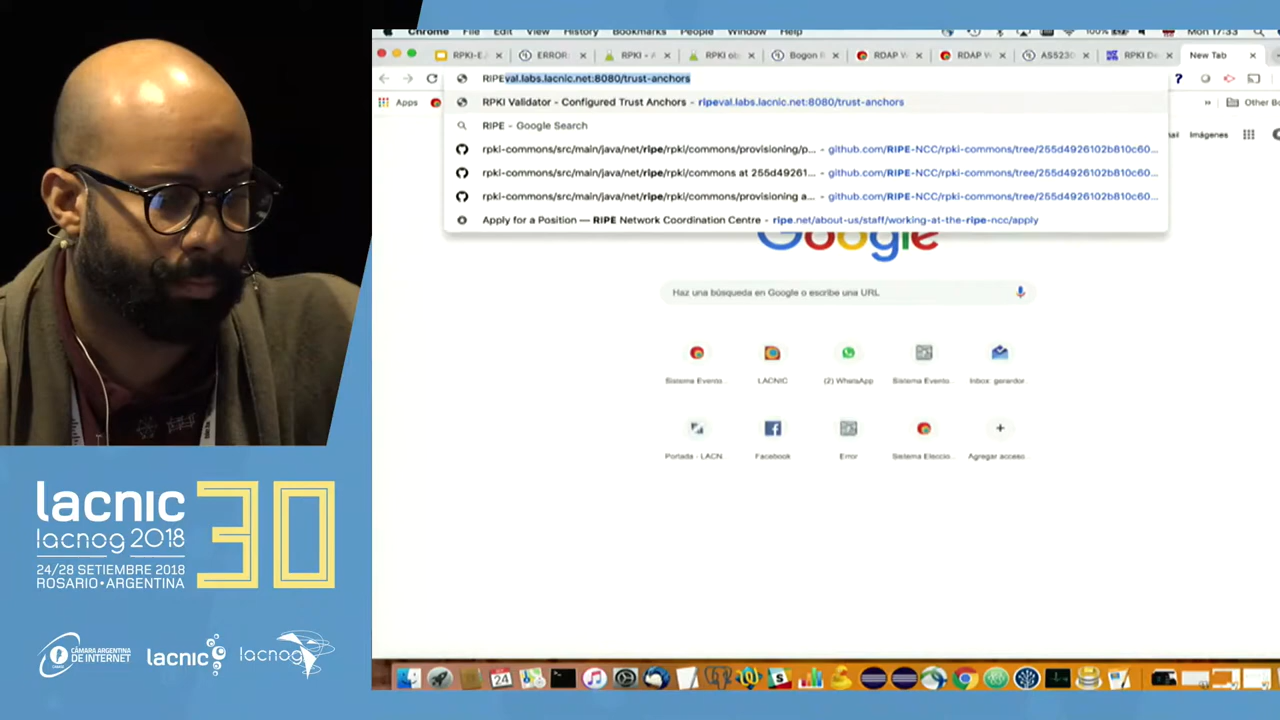 Chrome File Edit View History Bookmarks People Window Help
100%
Mon 17:33
ERROR:
RPKI
Bogon R
RDAP
RDAP
AS5230
RPKI De
New Tab
RIPEval.labs.lacnic.net:8080/trust-anchors
Apps
Other Bo
RPKI Validator - Configured Trust Anchors - ripeval.labs.lacnic.net:8080/trust-anchors
RIPE - Google Search
Imágenes
rpki-commons/src/main/java/net/ripe/rpki/commons/provisioning/p... - github.com/RIPE-NCC/rpki-commons/tree/255d4926102b810c60...
rpki-commons/src/main/java/net/ripe/rpki/commons at 255d49261... - github.com/RIPE-NCC/rpki-commons/tree/255d4926102b810c60...
rpki-commons/src/main/java/net/ripe/rpki/commons/provisioning a... - github.com/RIPE-NCC/rpki-commons/tree/255d4926102b810c60...
Apply for a Position — RIPE Network Coordination Centre - ripe.net/about-us/staff/working-at-the-ripe-ncc/apply
Google
Haz una búsqueda en Google o escribe una URL
Sistema Evento...
LACNIC
(2) WhatsApp
Sistema Evento...
Inbox: gerardor...
Portada - LACN
Facebook
Error
Sistema Eleccio...
Agregar acceso...
24
lacnic 30
lacnog 2018
24/28 SETIEMBRE 2018
ROSARIO•ARGENTINA
CÁMARA ARGENTINA
DE INTERNET
lacnic
lacnog